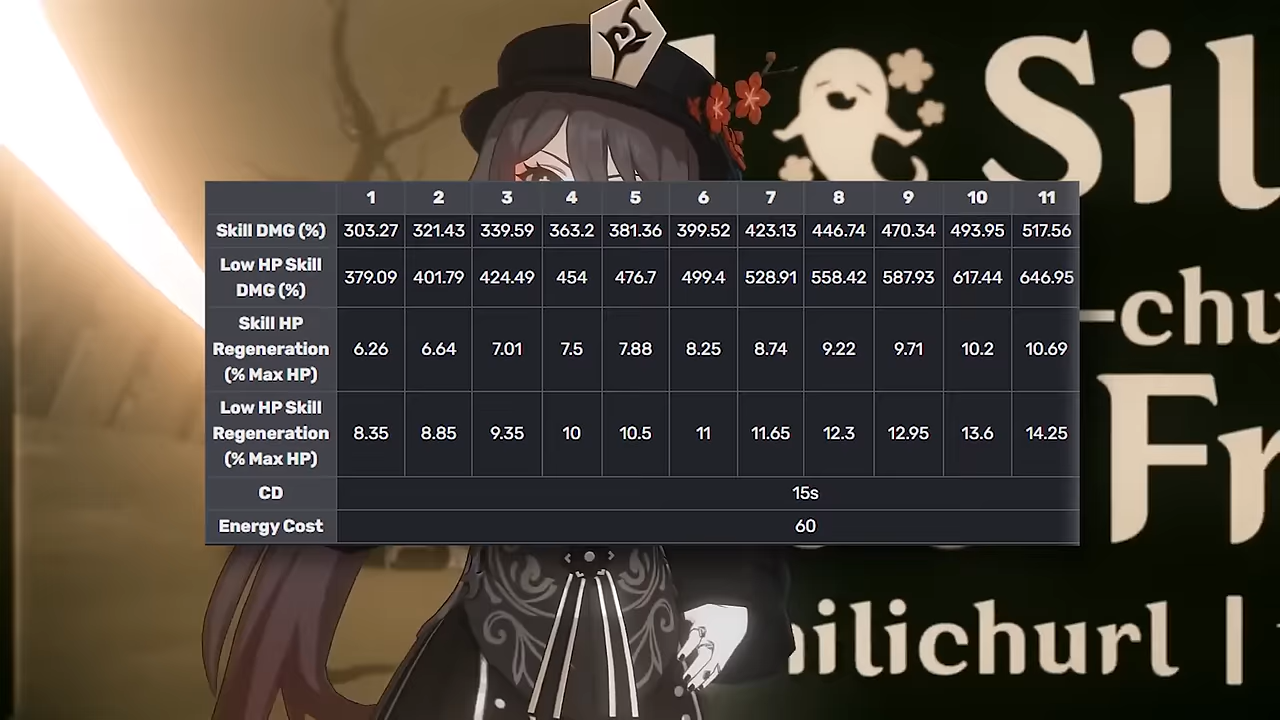 Sil
1 2 3 4 5 6 7 8 9 10 11
Skill DMG (%) 303.27 321.43 339.59 363.2 381.36 399.52 423.13 446.74 470.34 493.95 517.56
Low HP Skill
DMG (%) 379.09 401.79 424.49 454 476.7 499.4 528.91 558.42 587.93 617.44 646.95
Skill HP
Regeneration
(% Max HP) 6.26 6.64 7.01 7.5 7.88 8.25 8.74 9.22 9.71 10.2 10.69
Low HP Skill
Regeneration
(% Max HP) 8.35 8.85 9.35 10 10.5 11 11.65 12.3 12.95 13.6 14.25
CD 15s
Energy Cost 60
-chu
Fr
ilichurl |